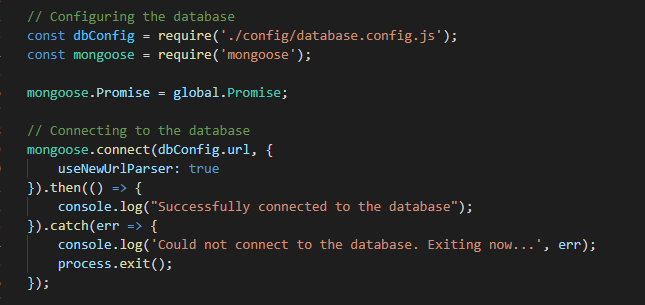 // Configuring the database
const dbConfig = require('./config/database.config.js');
const mongoose = require('mongoose');
mongoose.Promise = global.Promise;
// Connecting to the database
mongoose.connect(dbConfig.url, {
useNewUrlParser: true
}).then(() => {
console.log("Successfully connected to the database");
}).catch(err => {
console.log('Could not connect to the database. Exiting now...', err);
process.exit();
});